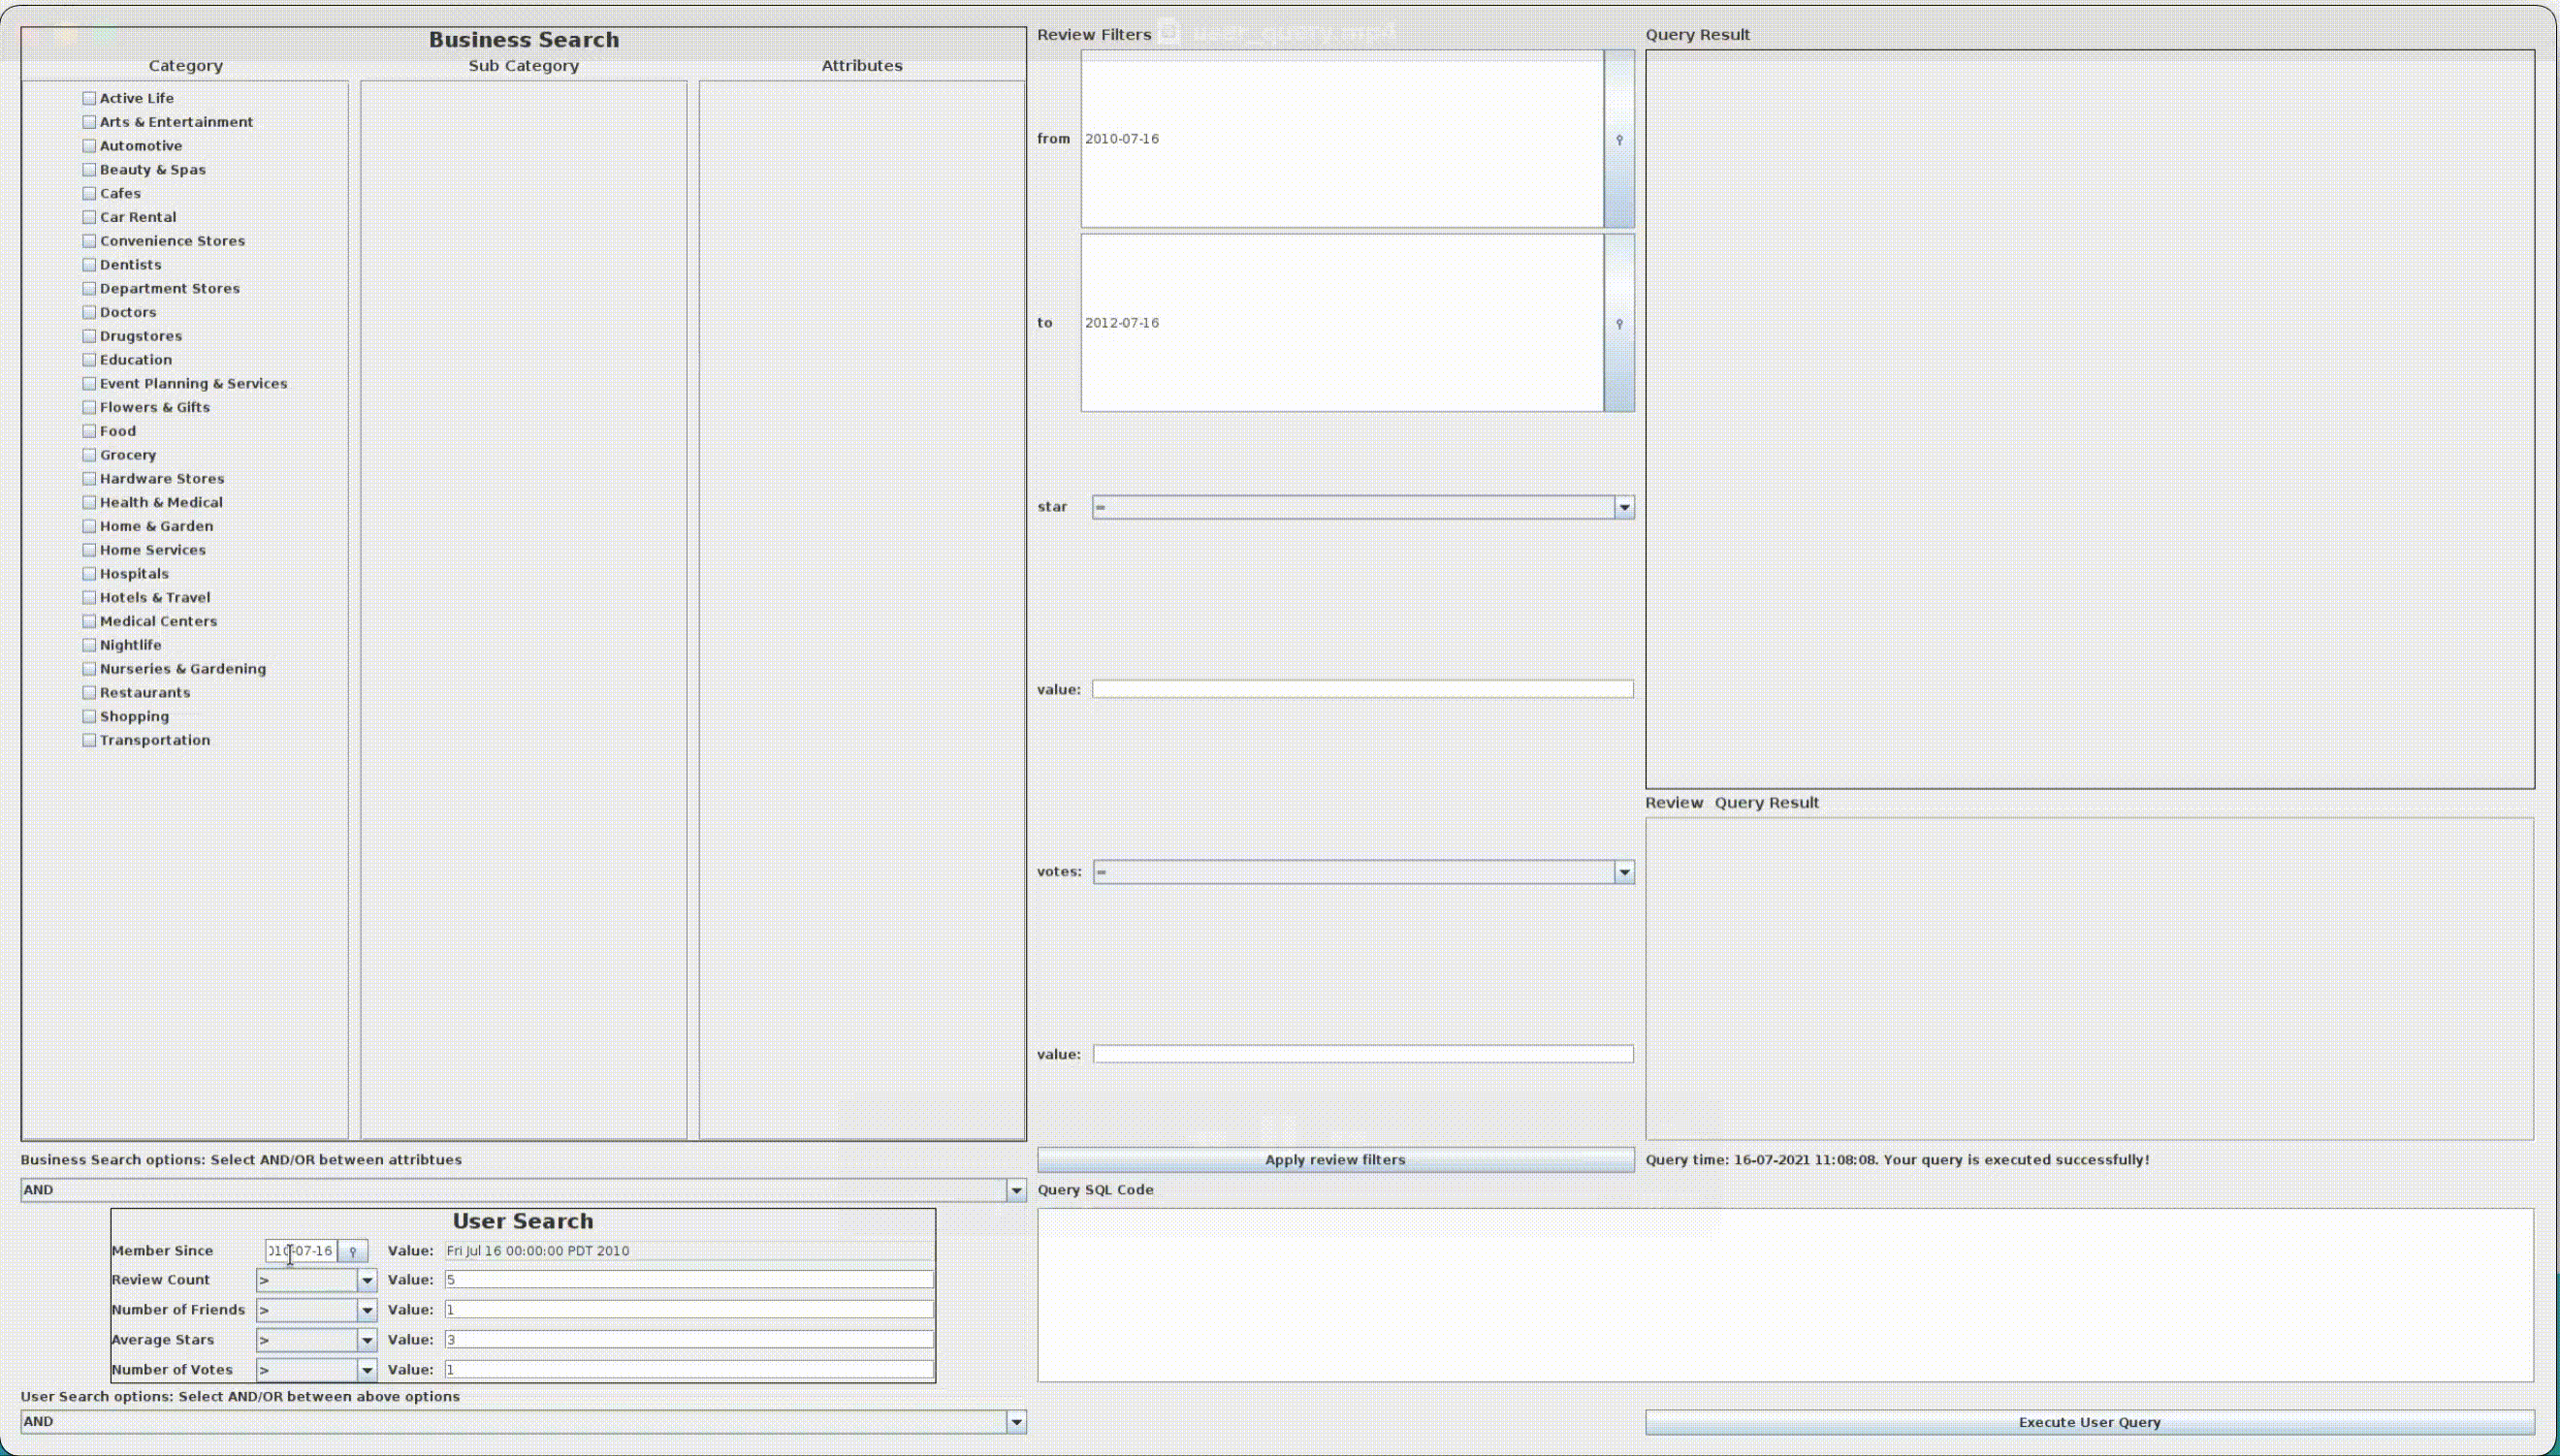 user_query.mp4
Business Search
Category
Sub Category
Attributes
Active Life
Arts & Entertainment
Automotive
Beauty & Spas
Cafes
Car Rental
Convenience Stores
Dentists
Department Stores
Doctors
Drugstores
Education
Event Planning & Services
Flowers & Gifts
Food
Grocery
Hardware Stores
Health & Medical
Home & Garden
Home Services
Hospitals
Hotels & Travel
Medical Centers
Nightlife
Nurseries & Gardening
Restaurants
Shopping
Transportation
Business Search options: Select AND/OR between attribtues
AND
User Search
Member Since 010-07-16 Value: Fri Jul 16 00:00:00 PDT 2010
Review Count > Value: 5
Number of Friends > Value: 1
Average Stars > Value: 3
Number of Votes > Value: 1
User Search options: Select AND/OR between above options
AND
Review Filters
from 2010-07-16
to 2012-07-16
star =
value:
votes: =
value:
Apply review filters
Query SQL Code
Query Result
Review Query Result
Query time: 16-07-2021 11:08:08. Your query is executed successfully!
Execute User Query